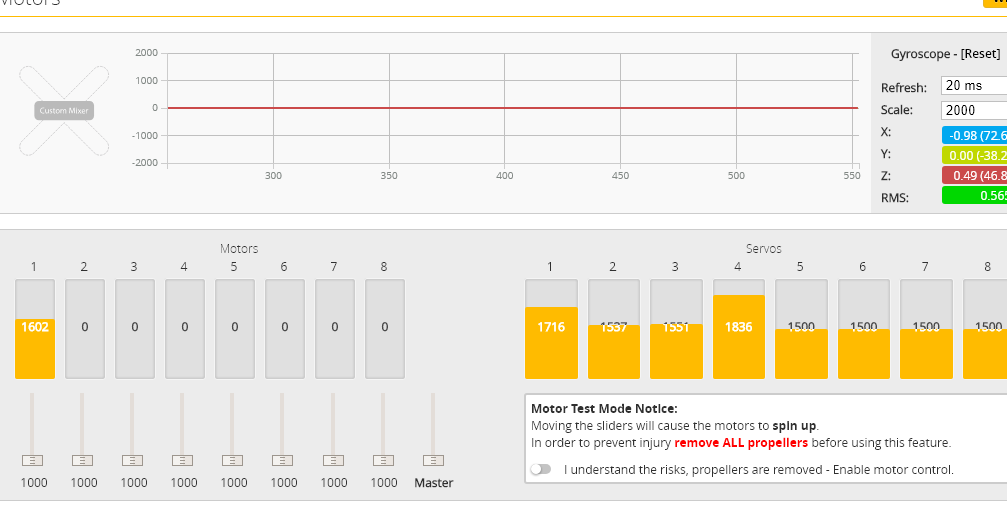 Motors
Custom Mixer
2000
1000
0
-1000
-2000
300 350 400 450 500 550
Gyroscope - [Reset]
Refresh: 20 ms
Scale: 2000
X: -0.98 (72.6
Y: 0.00 (-38.2
Z: 0.49 (46.8
RMS: 0.56
Motors
1 2 3 4 5 6 7 8
1602 0 0 0 0 0 0 0
1000 1000 1000 1000 1000 1000 1000 1000 Master
Servos
1 2 3 4 5 6 7 8
1716 1537 1551 1836 1500 1500 1500 1500
Motor Test Mode Notice:
Moving the sliders will cause the motors to spin up.
In order to prevent injury remove ALL propellers before using this feature.
I understand the risks, propellers are removed - Enable motor control.